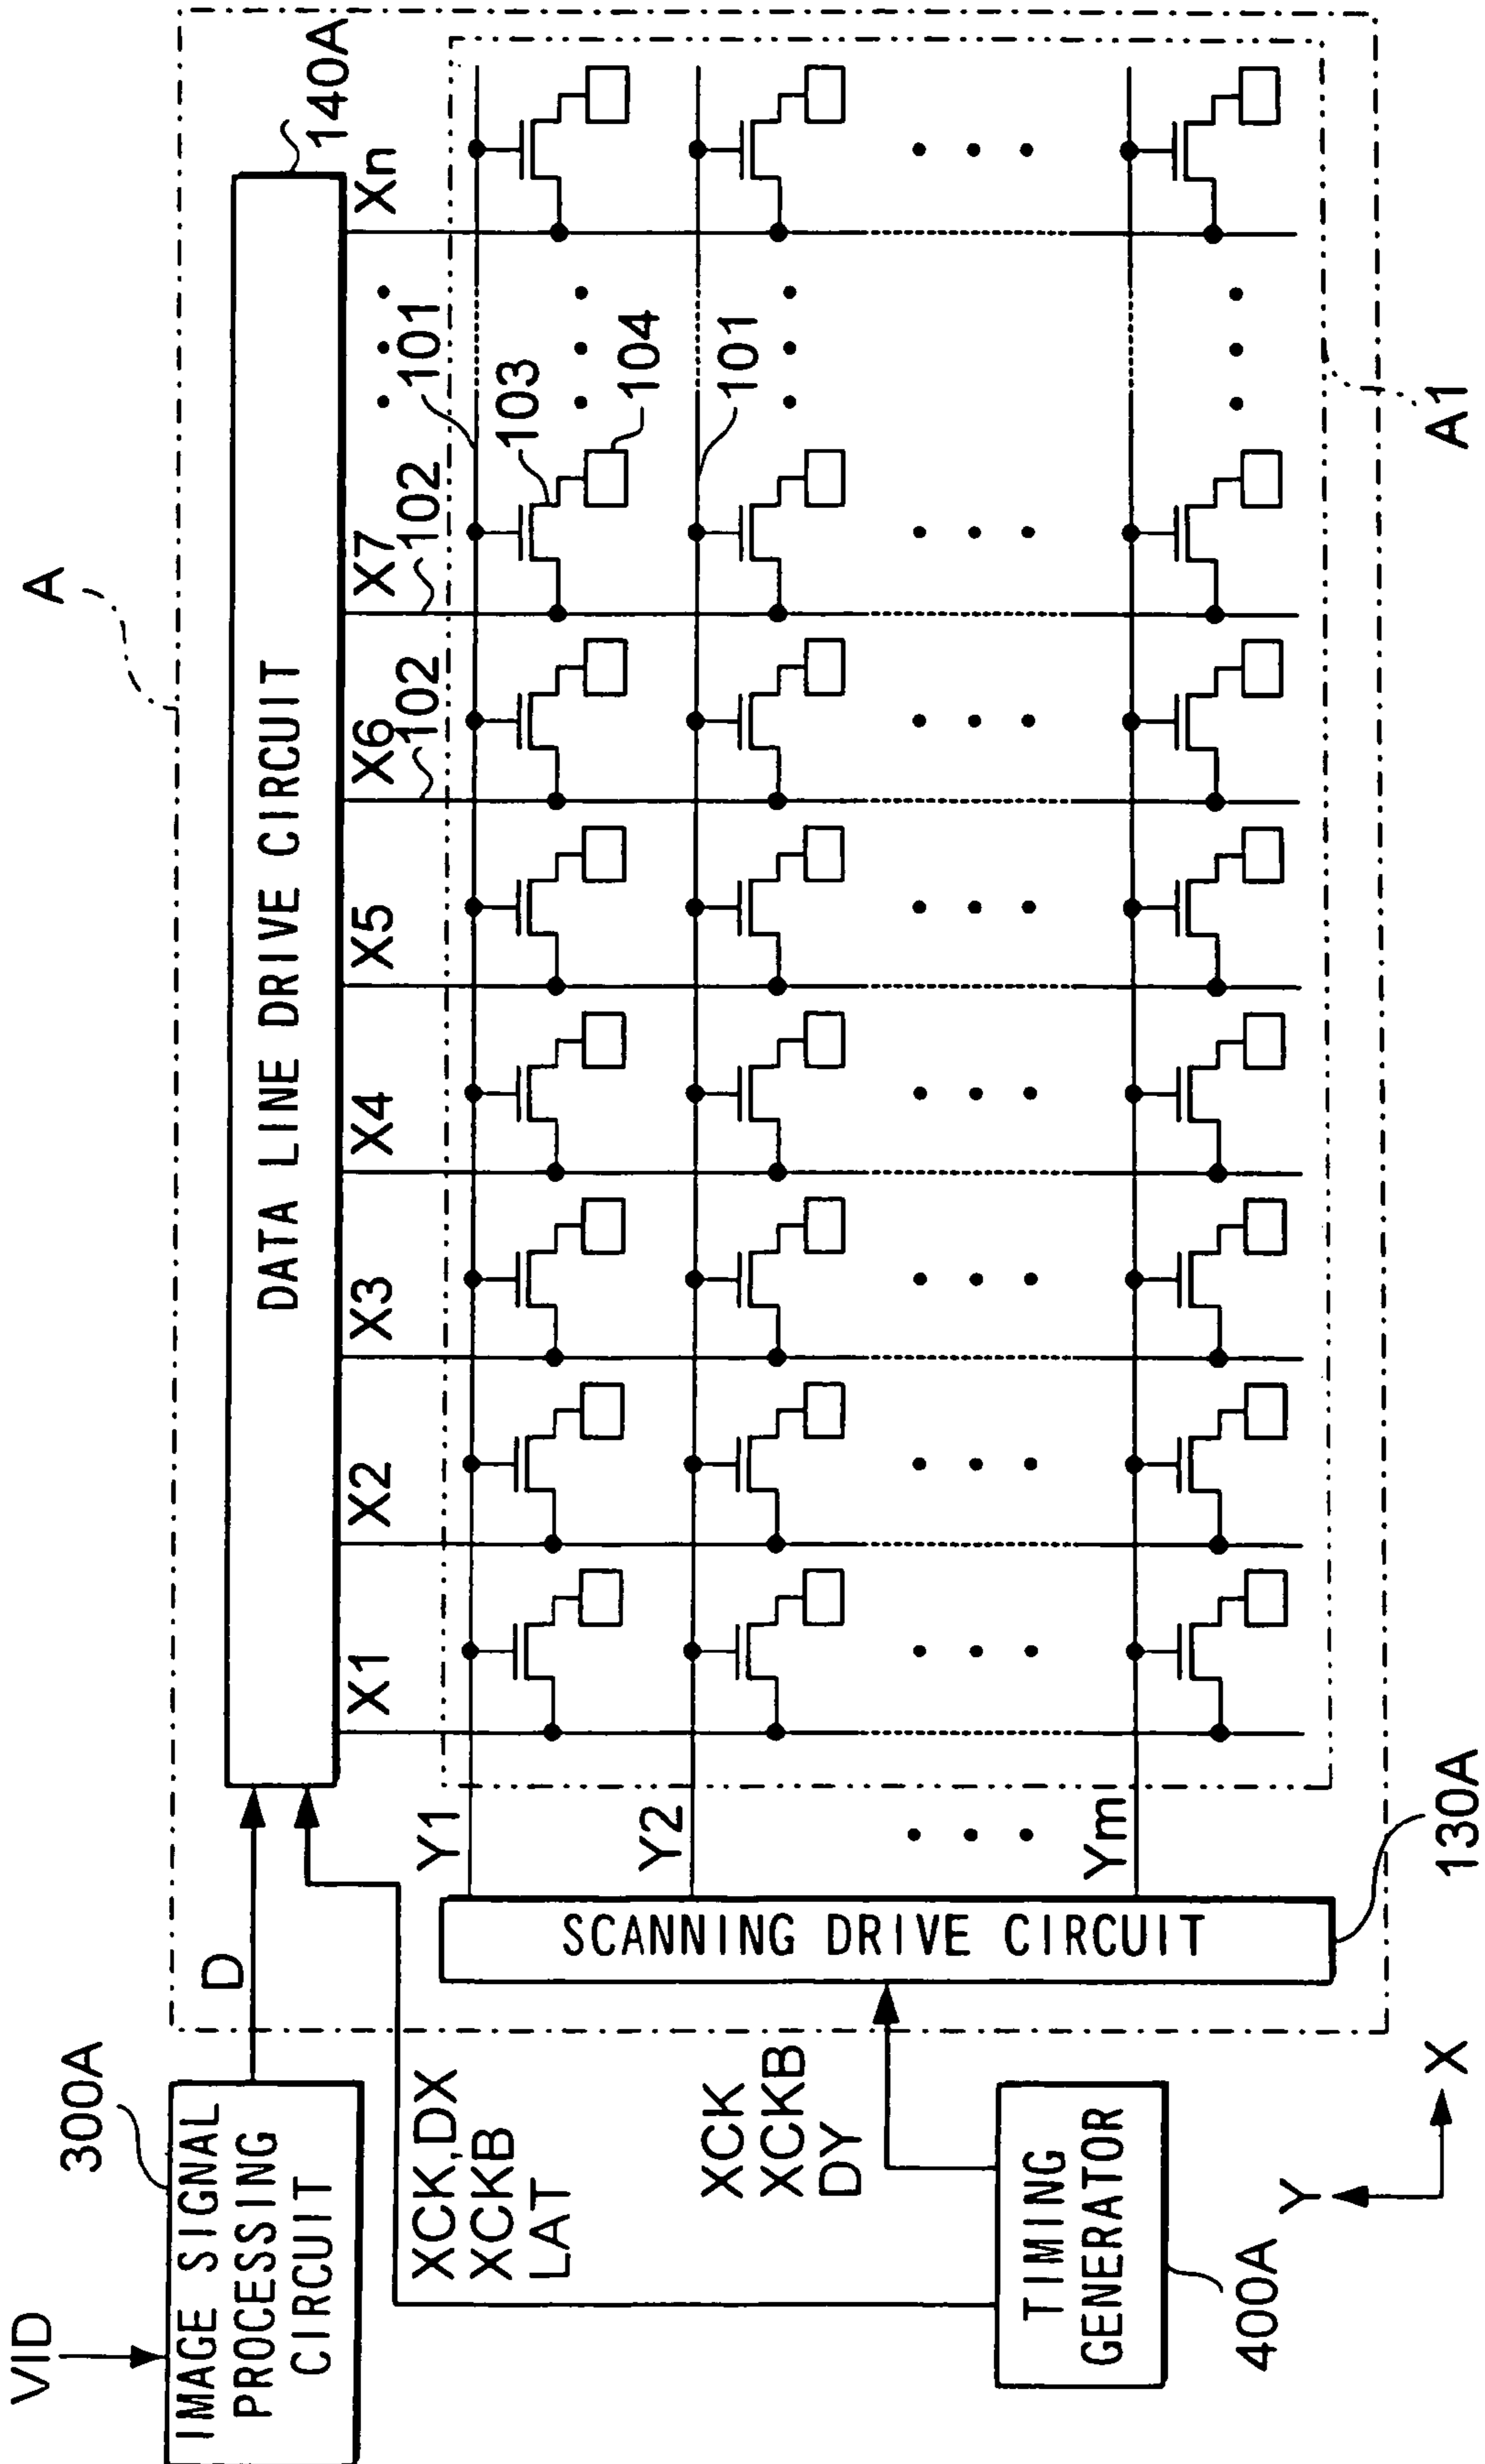 A
140A
DATA LINE DRIVE CIRCUIT
X1
X2
X3
X4
X5
X6
X7
Xn
102
102
101
103
104
101
VID
300A
IMAGE SIGNAL
PROCESSING
CIRCUIT
D
XCK,DX
XCKB
LAT
Y1
Y2
Ym
SCANNING DRIVE CIRCUIT
130A
XCK
XCKB
DY
TIMING
GENERATOR
400A
Y
X
A1